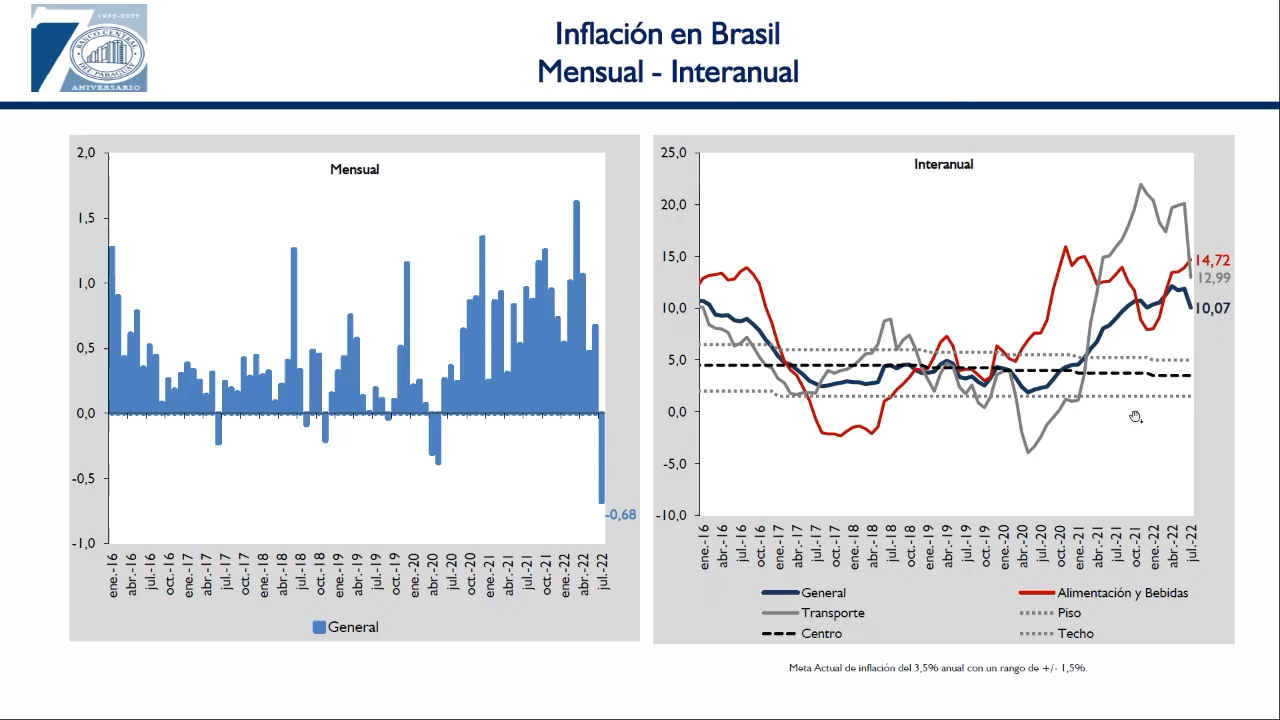 1952-2022
BANCO CENTRAL
DEL PARAGUAY
ANIVERSARIO
Inflación en Brasil
Mensual - Interanual
Mensual
2,0
1,5
1,0
0,5
0,0
-0,5
-1,0
-0,68
ene.-16
abr.-16
jul.-16
oct.-16
ene.-17
abr.-17
jul.-17
oct.-17
ene.-18
abr.-18
jul.-18
oct.-18
ene.-19
abr.-19
jul.-19
oct.-19
ene.-20
abr.-20
jul.-20
oct.-20
ene.-21
abr.-21
jul.-21
oct.-21
ene.-22
abr.-22
jul.-22
General
Interanual
25,0
20,0
15,0
10,0
5,0
0,0
-5,0
-10,0
14,72
12,99
10,07
ene.-16
abr.-16
jul.-16
oct.-16
ene.-17
abr.-17
jul.-17
oct.-17
ene.-18
abr.-18
jul.-18
oct.-18
ene.-19
abr.-19
jul.-19
oct.-19
ene.-20
abr.-20
jul.-20
oct.-20
ene.-21
abr.-21
jul.-21
oct.-21
ene.-22
abr.-22
jul.-22
General
Alimentación y Bebidas
Transporte
Piso
Centro
Techo
Meta Actual de inflación del 3,5% anual con un rango de +/- 1,5%.